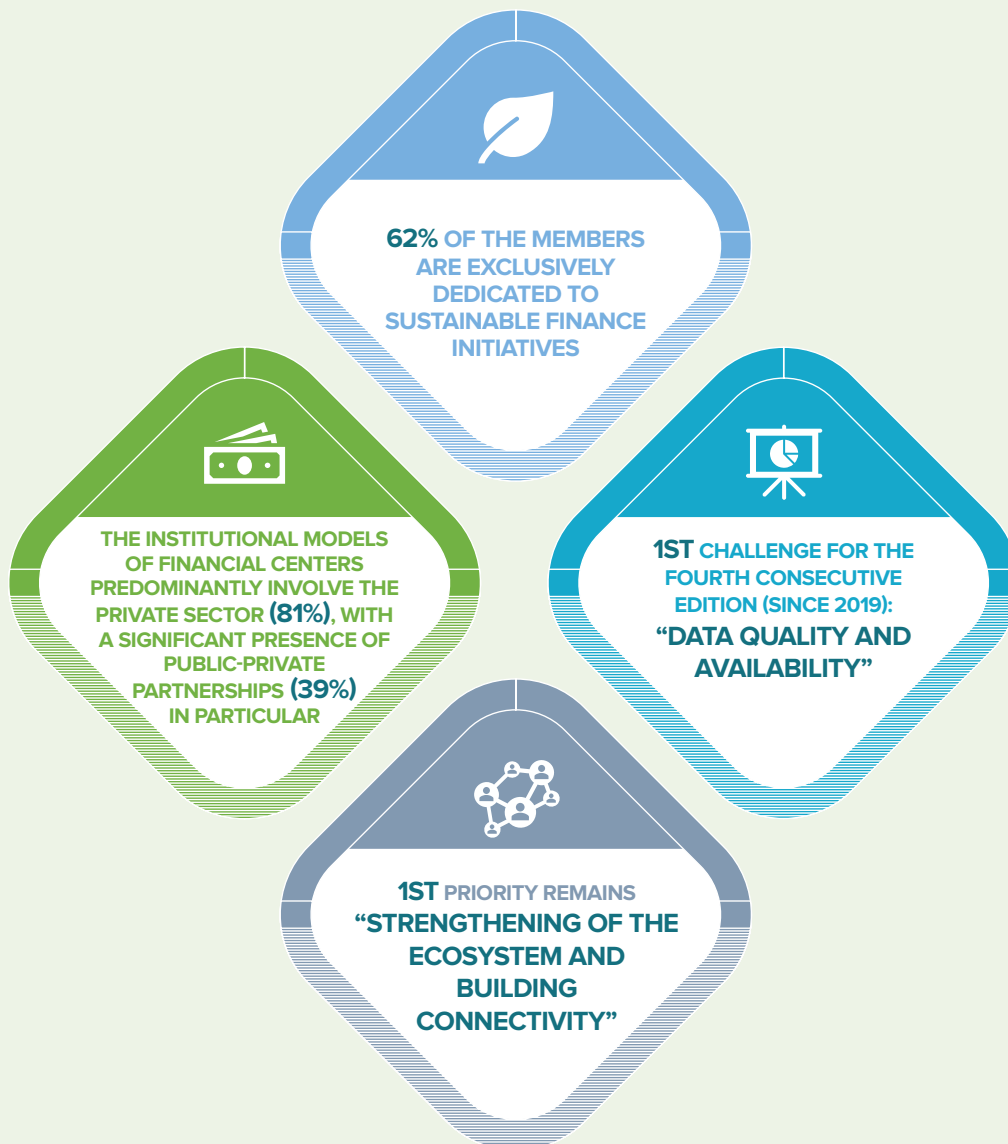 62% OF THE MEMBERS
ARE EXCLUSIVELY
DEDICATED TO
SUSTAINABLE FINANCE
INITIATIVES
THE INSTITUTIONAL MODELS
OF FINANCIAL CENTERS
PREDOMINANTLY INVOLVE THE
PRIVATE SECTOR (81%), WITH
A SIGNIFICANT PRESENCE OF
PUBLIC-PRIVATE
PARTNERSHIPS (39%)
IN PARTICULAR
1ST CHALLENGE FOR THE
FOURTH CONSECUTIVE
EDITION (SINCE 2019):
“DATA QUALITY AND
AVAILABILITY”
1ST PRIORITY REMAINS
“STRENGTHENING OF THE
ECOSYSTEM AND
BUILDING
CONNECTIVITY”